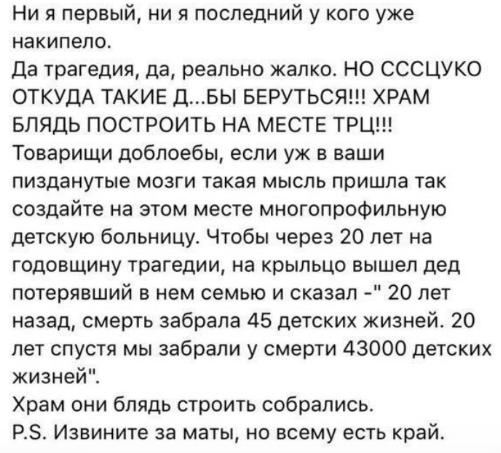 Ни я первый, ни я последний у кого уже
накипело.
Да трагедия, да, реально жалко. НО СССЦУКО
ОТКУДА ТАКИЕ Д...БЫ БЕРУТЬСЯ!!! ХРАМ
БЛЯДЬ ПОСТРОИТЬ НА МЕСТЕ ТРЦ!!!
Товарищи доблоебы, если уж в ваши
пизданутые мозги такая мысль пришла так
создайте на этом месте многопрофильную
детскую больницу. Чтобы через 20 лет на
годовщину трагедии, на крыльцо вышел дед
потерявший в нем семью и сказал -" 20 лет
назад, смерть забрала 45 детских жизней. 20
лет спустя мы забрали у смерти 43000 детских
жизней".
Храм они блядь строить собрались.
P.S. Извините за маты, но всему есть край.